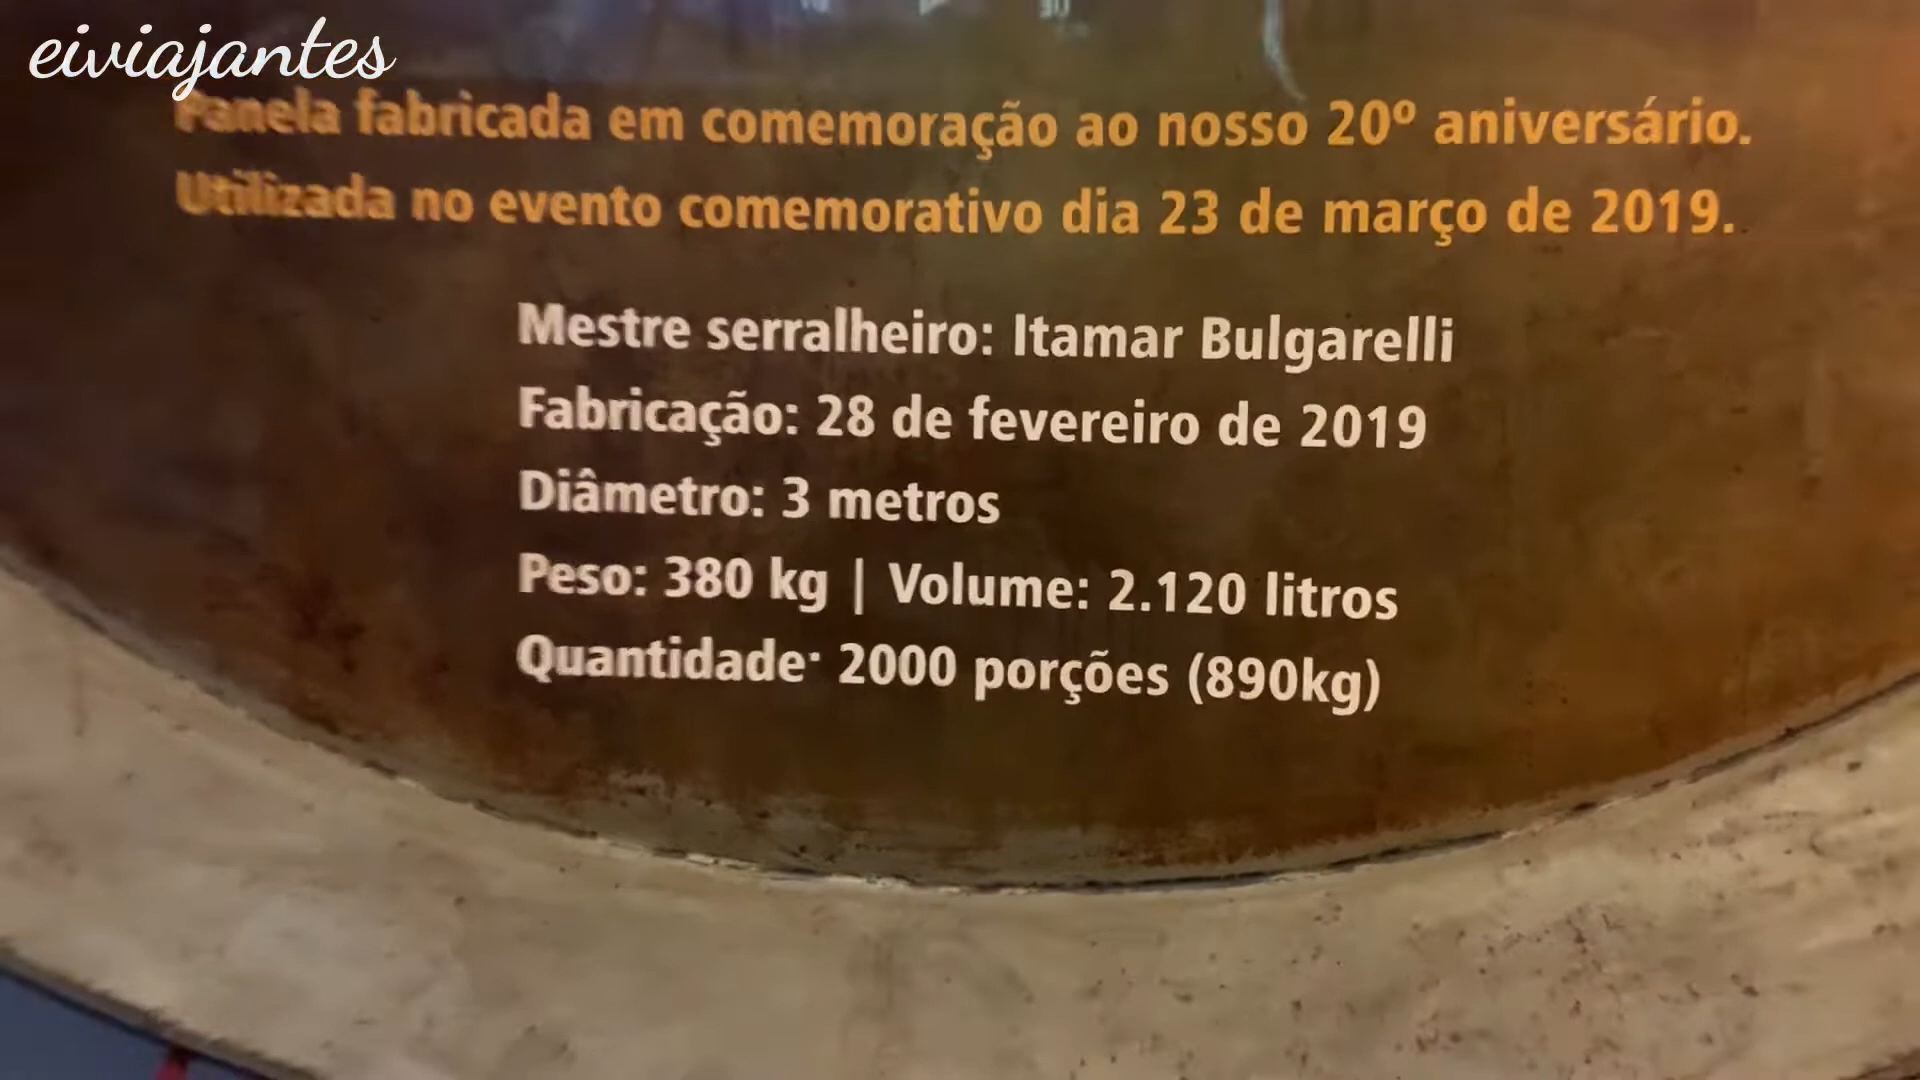 eiviajantes
Panela fabricada em comemoração ao nosso 20º aniversário.
Utilizada no evento comemorativo dia 23 de março de 2019.
Mestre serralheiro: Itamar Bulgarelli
Fabricação: 28 de fevereiro de 2019
Diâmetro: 3 metros
Peso: 380 kg | Volume: 2.120 litros
Quantidade: 2000 porções (890kg)